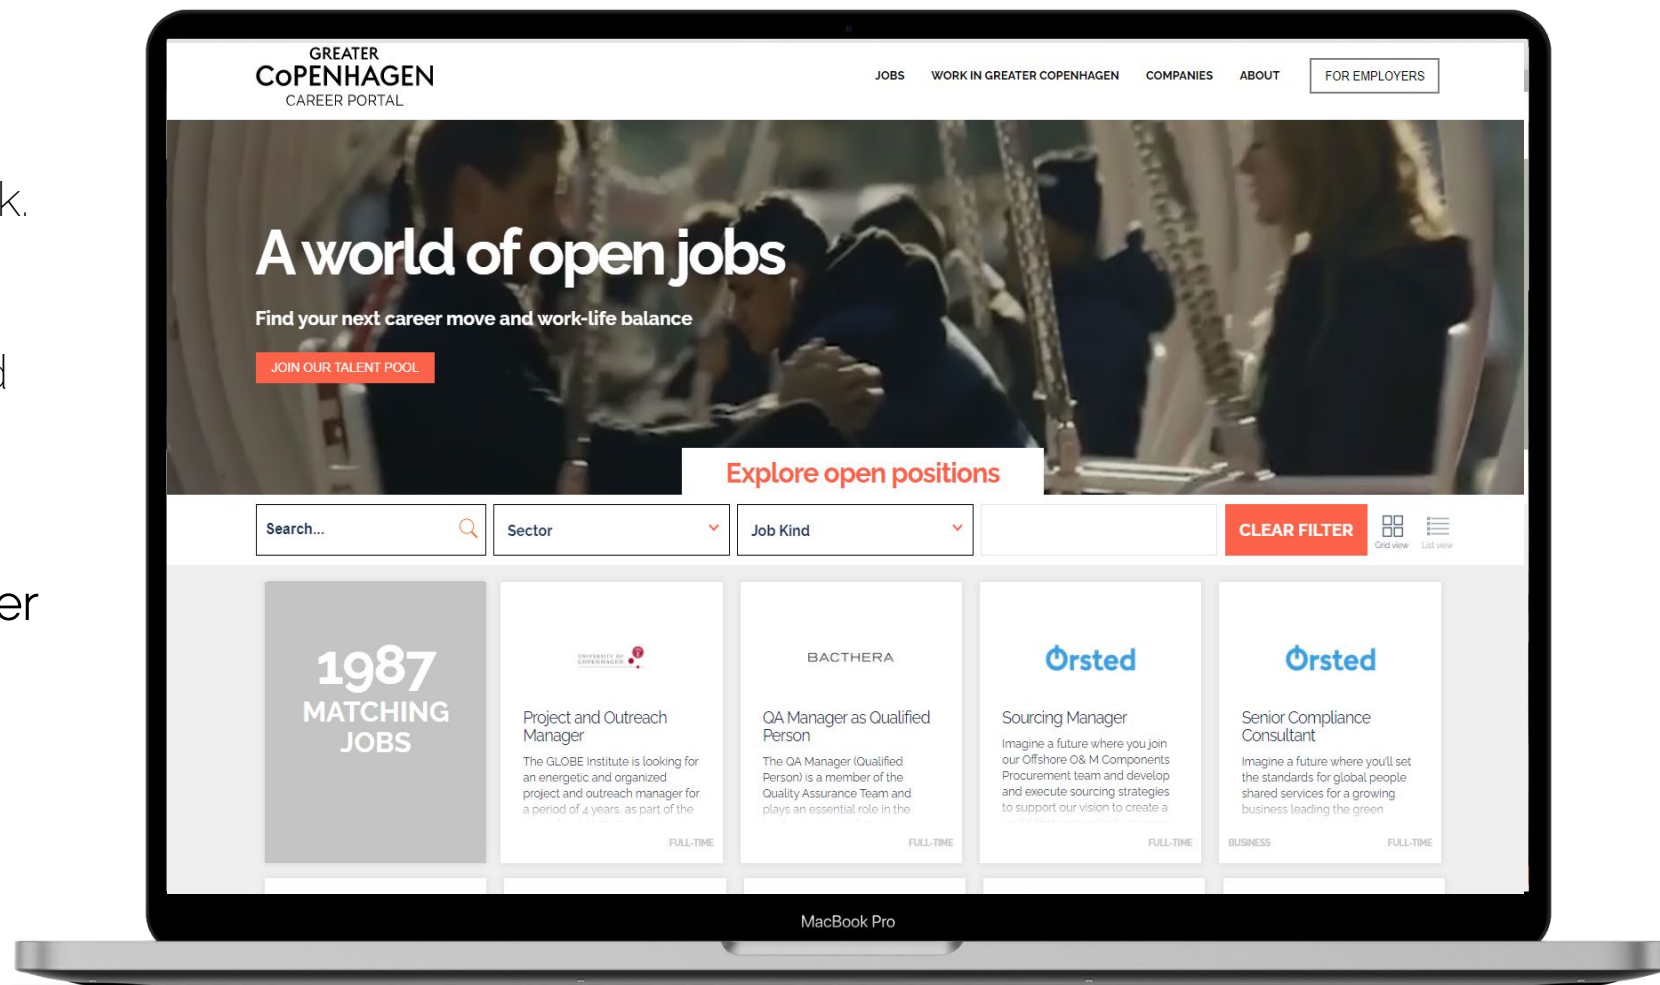 k.
d
er
GREATER
CoPENHAGEN
CAREER PORTAL
JOBS WORK IN GREATER COPENHAGEN COMPANIES ABOUT FOR EMPLOYERS
A world of open jobs
Find your next career move and work-life balance
JOIN OUR TALENT POOL
Explore open positions
Search...
Sector
Job Kind
CLEAR FILTER
Grid view
List view
1987
MATCHING
JOBS
UNIVERSITY OF
COPENHAGEN
Project and Outreach
Manager
The GLOBE Institute is looking for
an energetic and organized
project and outreach manager for
a period of 4 years, as part of the
FULL-TIME
BACTHERA
QA Manager as Qualified
Person
The QA Manager (Qualified
Person) is a member of the
Quality Assurance Team and
plays an essential role in the
FULL-TIME
Ørsted
Sourcing Manager
Imagine a future where you join
our Offshore O& M Components
Procurement team and develop
and execute sourcing strategies
to support our vision to create a
FULL-TIME
Ørsted
Senior Compliance
Consultant
Imagine a future where you'll set
the standards for global people
shared services for a growing
business leading the green
BUSINESS
FULL-TIME
MacBook Pro